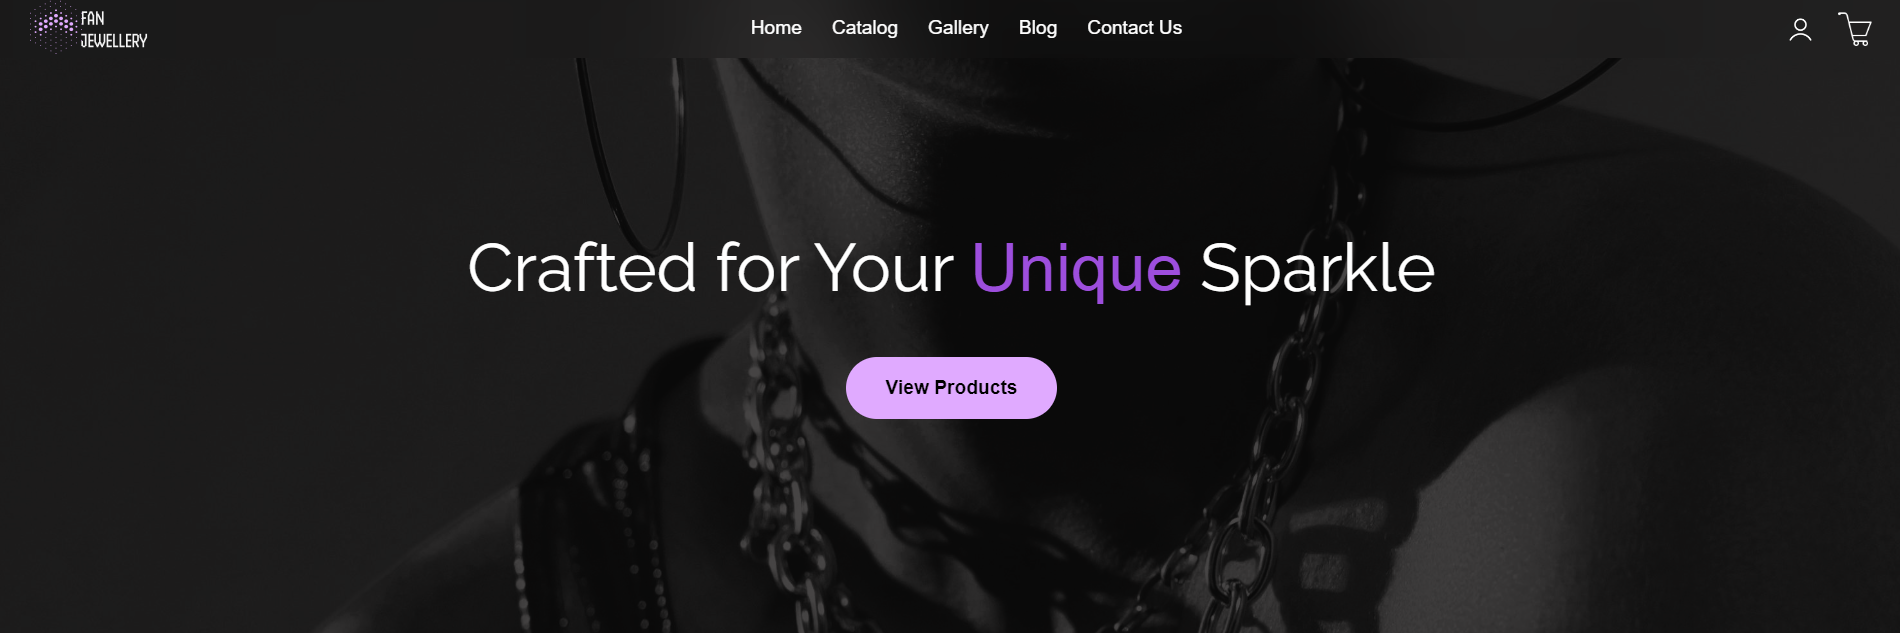 FAN
JEWELLERY
Home Catalog Gallery Blog Contact Us
Crafted for Your Unique Sparkle
View Products